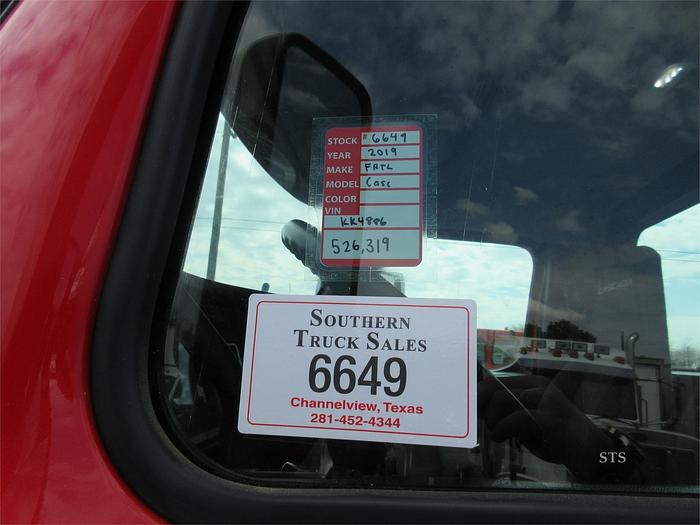 STOCK # 6649
YEAR 2019
MAKE FRTL
MODEL Casc
COLOR
VIN
KK4886
526,319
SOUTHERN
TRUCK SALES
6649
Channelview, Texas
281-452-4344
STS